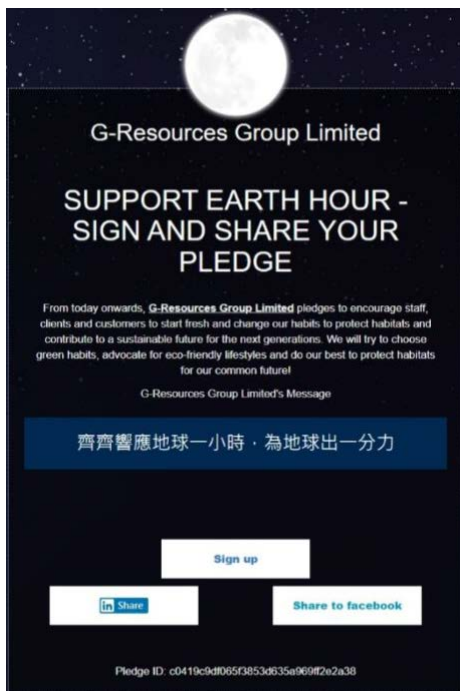 G-Resources Group Limited
SUPPORT EARTH HOUR -
SIGN AND SHARE YOUR
PLEDGE
From today onwards, G-Resources Group Limited pledges to encourage staff,
clients and customers to start fresh and change our habits to protect habitats and
contribute to a sustainable future for the next generations. We will try to choose
green habits, advocate for eco-friendly lifestyles and do our best to protect habitats
for our common future!
G-Resources Group Limited's Message
齊齊響應地球一小時，為地球出一分力
Sign up
in Share
Share to facebook
Pledge ID: c0419c9df065f3853d635a969ff2e2a38